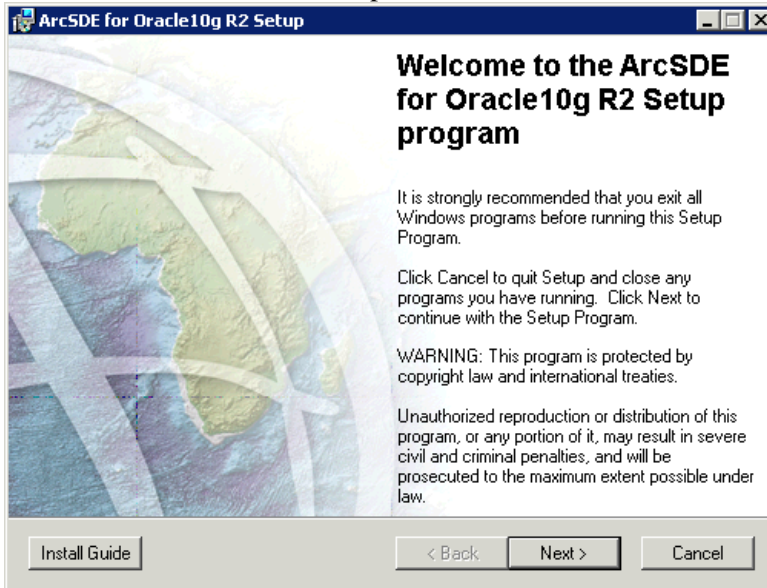 ArcSDE for Oracle10g R2 Setup
Welcome to the ArcSDE
for Oracle10g R2 Setup
program
It is strongly recommended that you exit all
Windows programs before running this Setup
Program.
Click Cancel to quit Setup and close any
programs you have running. Click Next to
continue with the Setup Program.
WARNING: This program is protected by
copyright law and international treaties.
Unauthorized reproduction or distribution of this
program, or any portion of it, may result in severe
civil and criminal penalties, and will be
prosecuted to the maximum extent possible under
law.
Install Guide < Back Next > Cancel